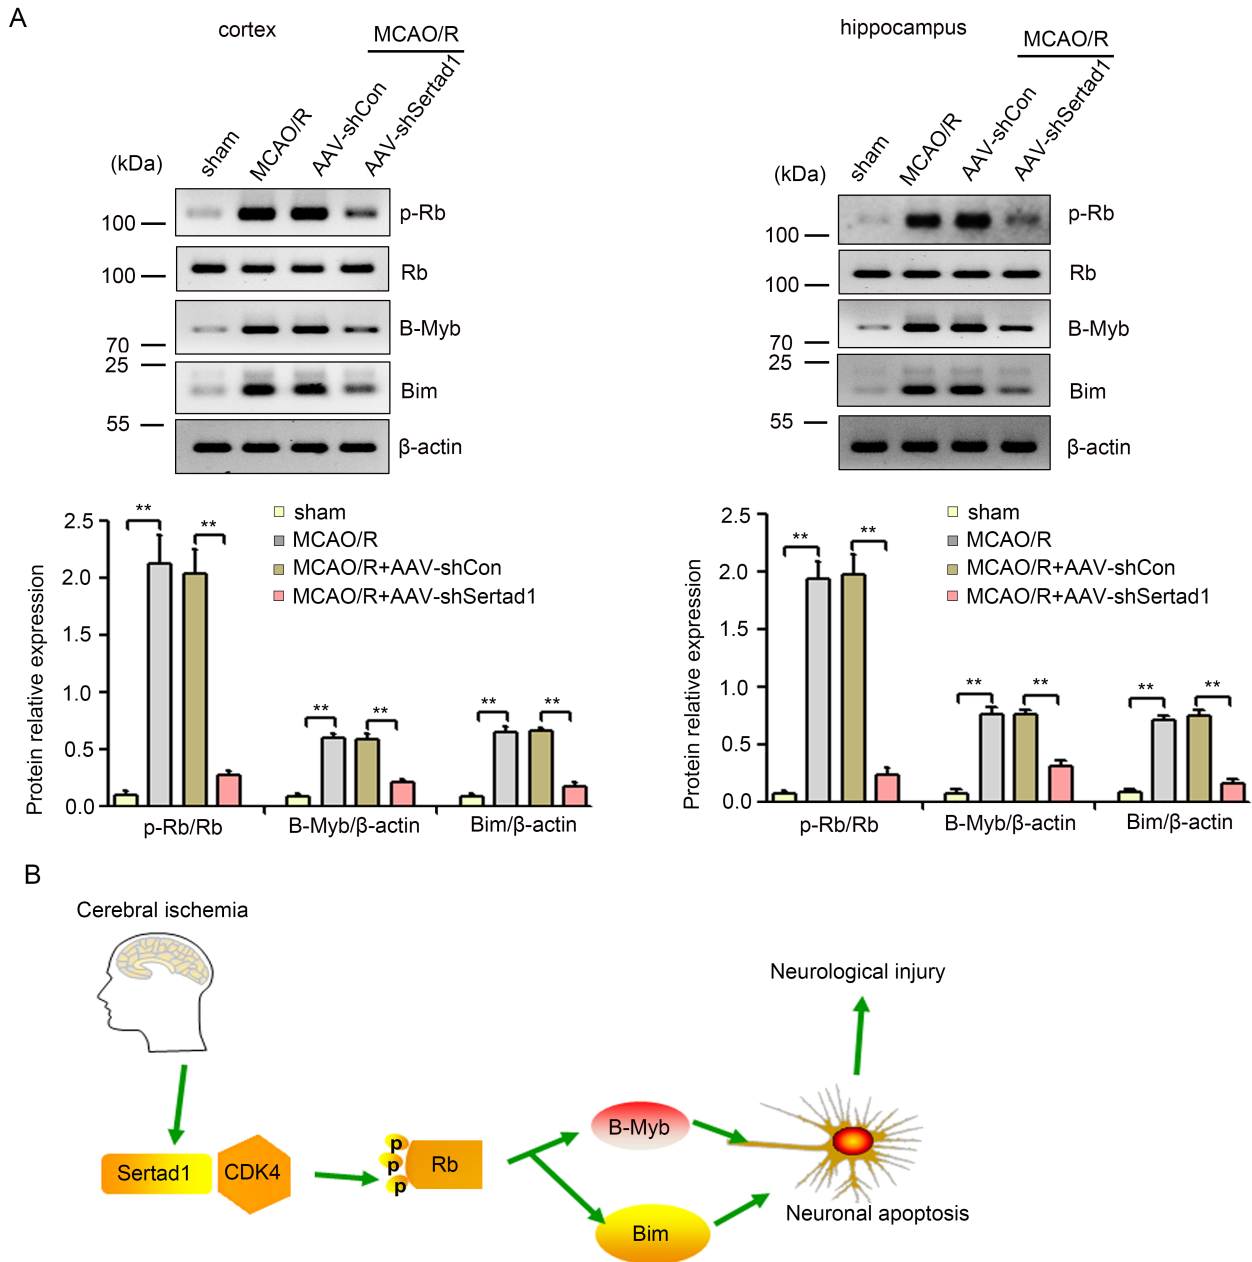 A
cortex
MCAO/R
sham
MCAO/R
AAV-shCon
AAV-shSertad1
(kDa)
100
p-Rb
100
Rb
B-Myb
70
25
Bim
55
β-actin
hippocampus
MCAO/R
sham
MCAO/R
AAV-shCon
AAV-shSertad1
(kDa)
100
p-Rb
100
Rb
B-Myb
70
25
Bim
55
β-actin
Protein relative expression
2.5
2.0
1.5
1.0
0.5
0.0
sham
MCAO/R
MCAO/R+AAV-shCon
MCAO/R+AAV-shSertad1
**
**
**
**
**
**
p-Rb/Rb
B-Myb/β-actin
Bim/β-actin
Protein relative expression
2.5
2.0
1.5
1.0
0.5
0.0
sham
MCAO/R
MCAO/R+AAV-shCon
MCAO/R+AAV-shSertad1
**
**
**
**
**
**
p-Rb/Rb
B-Myb/β-actin
Bim/β-actin
B
Cerebral ischemia
Neurological injury
Sertad1
CDK4
p
p
p
Rb
B-Myb
Bim
Neuronal apoptosis